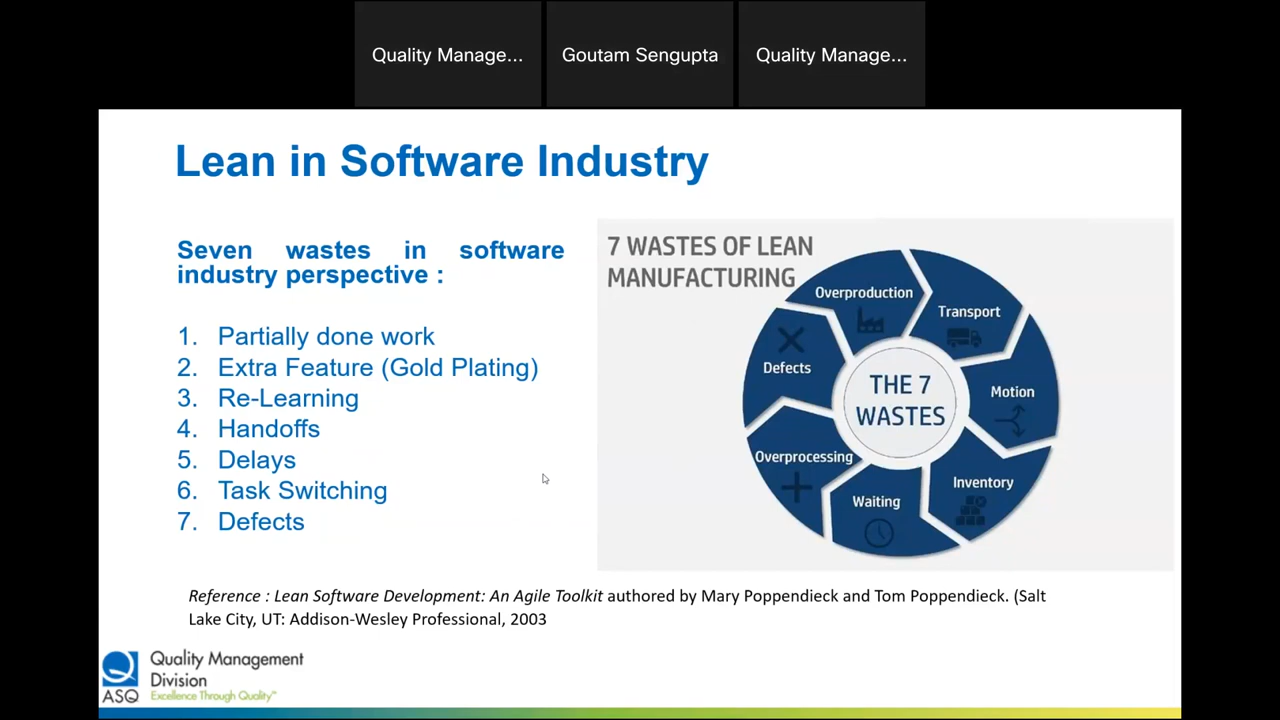 Quality Manage...
Goutam Sengupta
Quality Manage...
Lean in Software Industry
Seven wastes in software
industry perspective :
1. Partially done work
2. Extra Feature (Gold Plating)
3. Re-Learning
4. Handoffs
5. Delays
6. Task Switching
7. Defects
7 WASTES OF LEAN
MANUFACTURING
Overproduction
Transport
Motion
Inventory
Waiting
Overprocessing
Defects
THE 7
WASTES
Reference : Lean Software Development: An Agile Toolkit authored by Mary Poppendieck and Tom Poppendieck. (Salt
Lake City, UT: Addison-Wesley Professional, 2003
ASQ
Quality Management
Division
Excellence Through Quality™